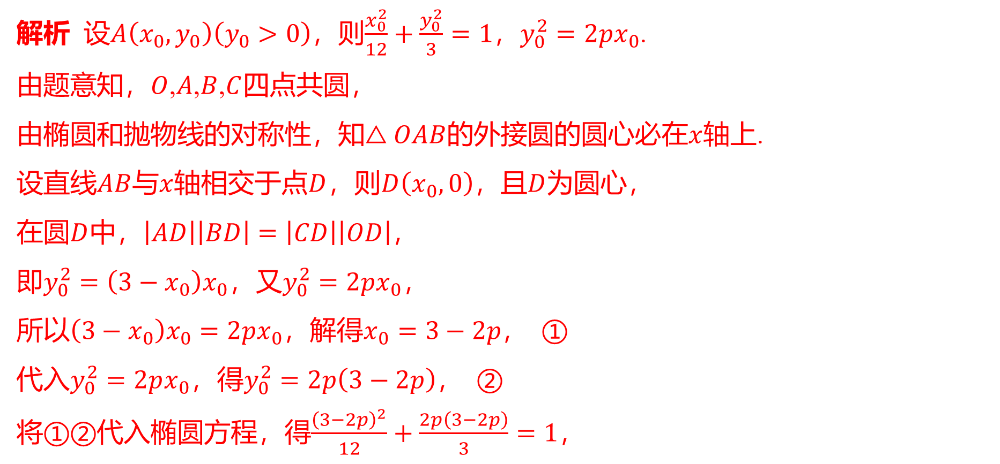 解析 设$A(x_0,y_0)(y_0>0)$，则$\frac{x_0^2}{12}+\frac{y_0^2}{3}=1$，$y_0^2=2px_0$.
由题意知，$O$,$A$,$B$,$C$四点共圆，
由椭圆和抛物线的对称性，知△$OAB$的外接圆的圆心必在$x$轴上.
设直线$AB$与$x$轴相交于点$D$，则$D(x_0,0)$，且$D$为圆心，
在圆$D$中，$|AD||BD|=|CD||OD|$，
即$y_0^2=(3-x_0)x_0$，又$y_0^2=2px_0$，
所以$(3-x_0)x_0=2px_0$，解得$x_0=3-2p$， ①
代入$y_0^2=2px_0$，得$y_0^2=2p(3-2p)$， ②
将①②代入椭圆方程，得$\frac{(3-2p)^2}{12}+\frac{2p(3-2p)}{3}=1$，